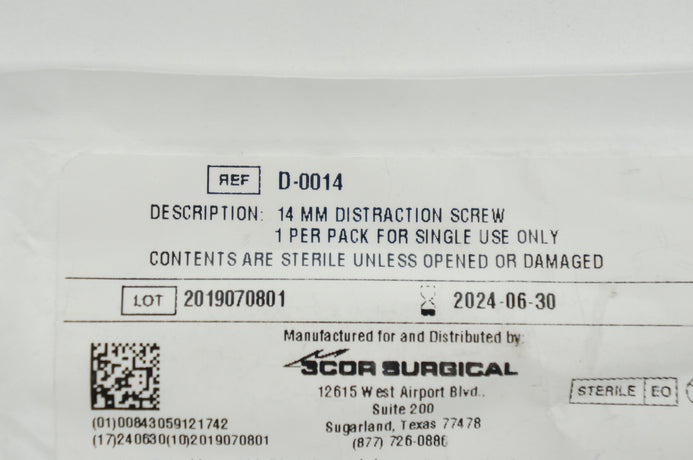 REF D-0014
DESCRIPTION: 14 MM DISTRACTION SCREW
1 PER PACK FOR SINGLE USE ONLY
CONTENTS ARE STERILE UNLESS OPENED OR DAMAGED
LOT 2019070801 2024-06-30
Manufactured for and Distributed by:
SCOR SURGICAL
12615 West Airport Blvd.,
Suite 200
Sugarland, Texas 77478
(877) 726-0886
STERILE EO
(01)00843059121742
(17)240630(10)2019070801